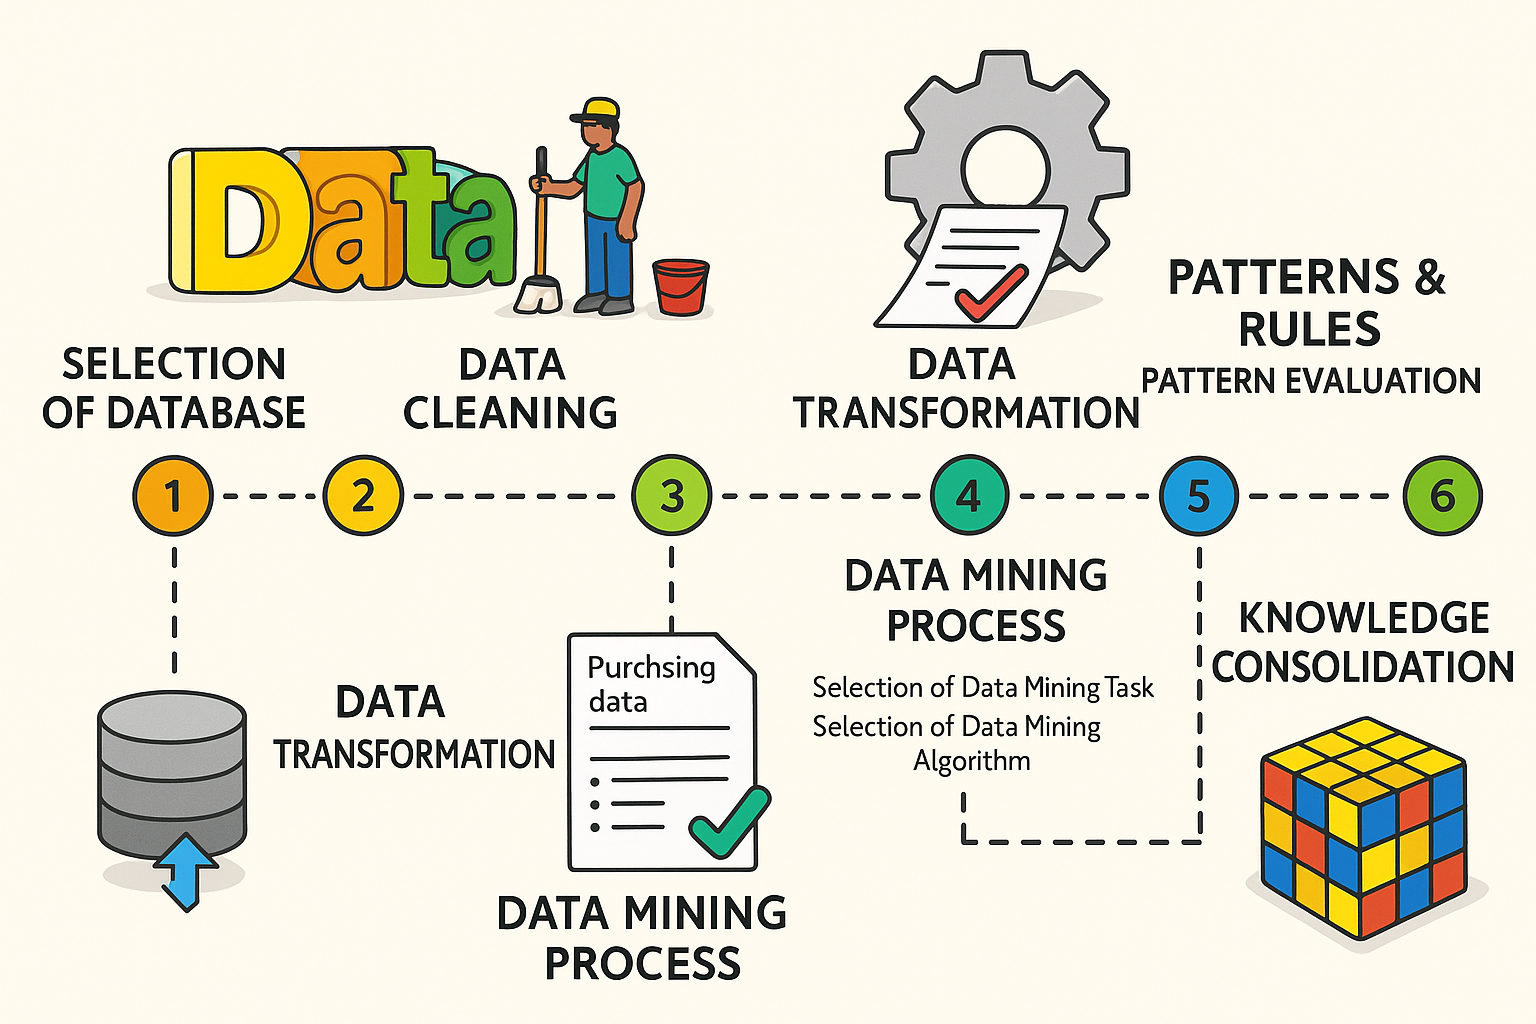 Data
SELECTION
OF DATABASE
DATA
CLEANING
DATA
TRANSFORMATION
PATTERNS &
RULES
PATTERN EVALUATION
1
2
3
4
5
6
DATA
TRANSFORMATION
Purchsing
data
DATA MINING
PROCESS
DATA MINING
PROCESS
Selection of Data Mining Task
Selection of Data Mining
Algorithm
KNOWLEDGE
CONSOLIDATION